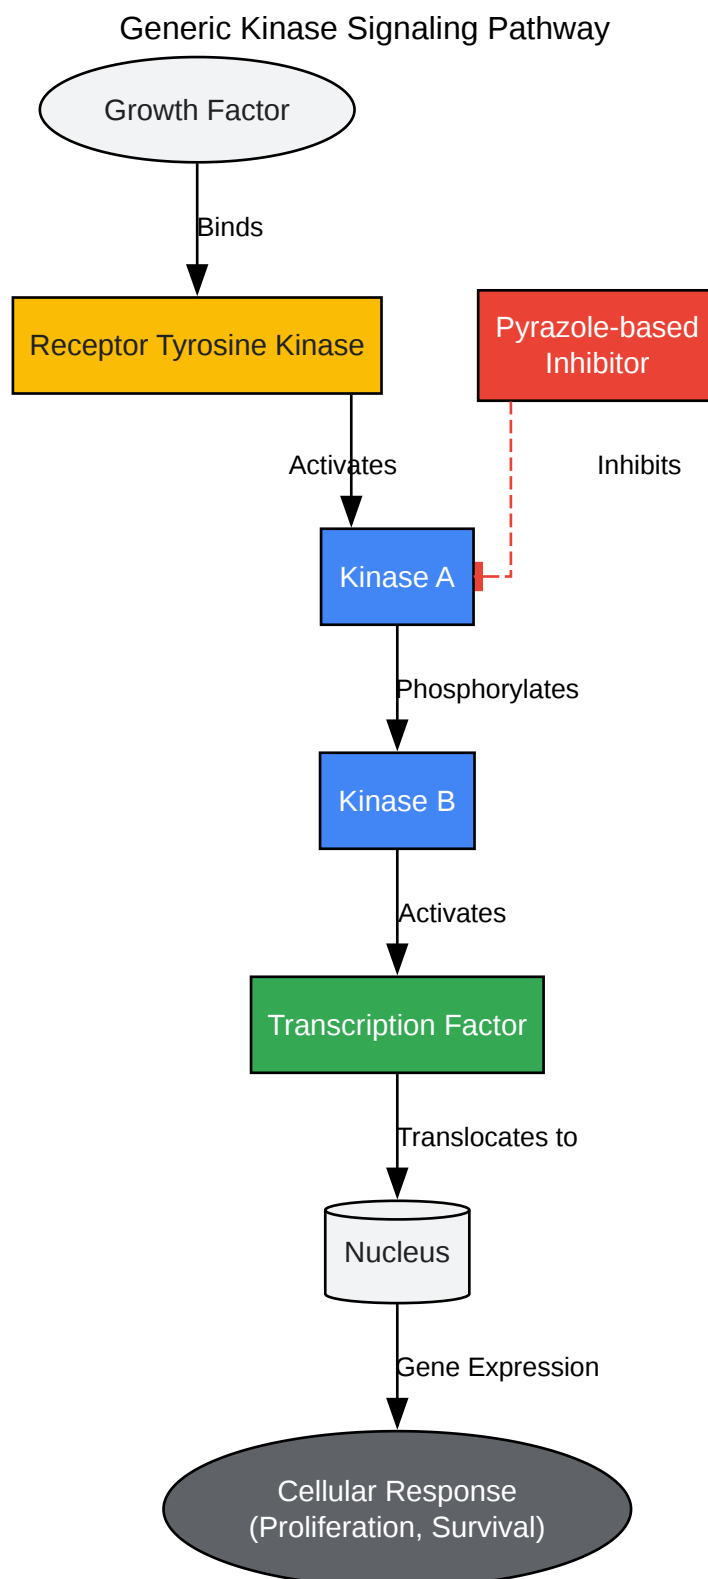 Generic Kinase Signaling Pathway
Growth Factor
Binds
Receptor Tyrosine Kinase
Pyrazole-based
Inhibitor
Activates
Inhibits
Kinase A
Phosphorylates
Kinase B
Activates
Transcription Factor
Translocates to
Nucleus
Gene Expression
Cellular Response
(Proliferation, Survival)